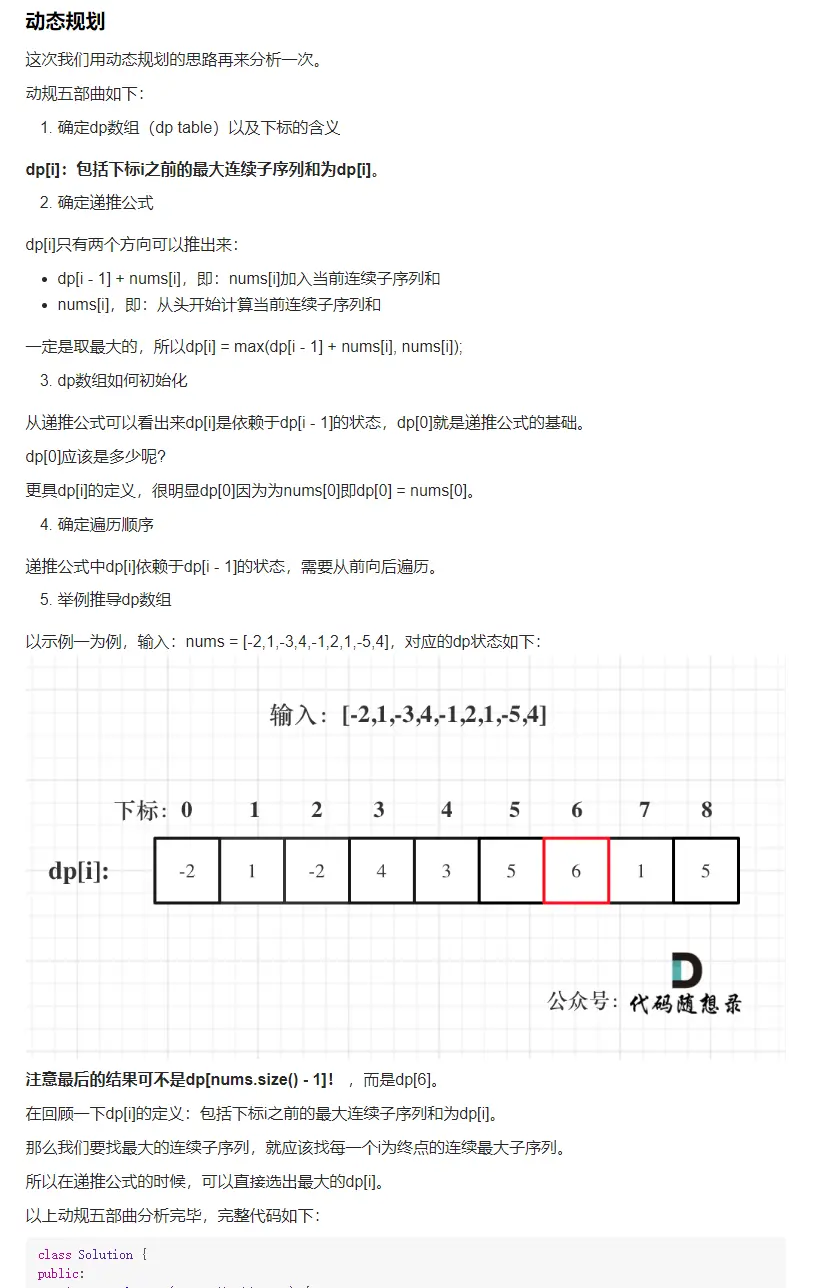 动态规划
这次我们用动态规划的思路再来分析一次。
动规五部曲如下：
1. 确定dp数组（dp table）以及下标的含义
dp[i]：包括下标i之前的最大连续子序列和为dp[i]。
2. 确定递推公式
dp[i]只有两个方向可以推出来：
• dp[i - 1] + nums[i]，即：nums[i]加入当前连续子序列和
• nums[i]，即：从头开始计算当前连续子序列和
一定是取最大的，所以dp[i] = max(dp[i - 1] + nums[i], nums[i]);
3. dp数组如何初始化
从递推公式可以看出来dp[i]是依赖于dp[i - 1]的状态，dp[0]就是递推公式的基础。
dp[0]应该是多少呢?
更具dp[i]的定义，很明显dp[0]因为为nums[0]即dp[0] = nums[0]。
4. 确定遍历顺序
递推公式中dp[i]依赖于dp[i - 1]的状态，需要从前向后遍历。
5. 举例推导dp数组
以示例一为例，输入：nums = [-2,1,-3,4,-1,2,1,-5,4]，对应的dp状态如下：
输入：[-2,1,-3,4,-1,2,1,-5,4]
下标：0 1 2 3 4 5 6 7 8
dp[i]: -2 1 -2 4 3 5 6 1 5
公众号：代码随想录
注意最后的结果可不是dp[nums.size() - 1]！ ，而是dp[6]。
在回顾一下dp[i]的定义：包括下标i之前的最大连续子序列和为dp[i]。
那么我们要找最大的连续子序列，就应该找每一个i为终点的连续最大子序列。
所以在递推公式的时候，可以直接选出最大的dp[i]。
以上动规五部曲分析完毕，完整代码如下：
class Solution {
public: